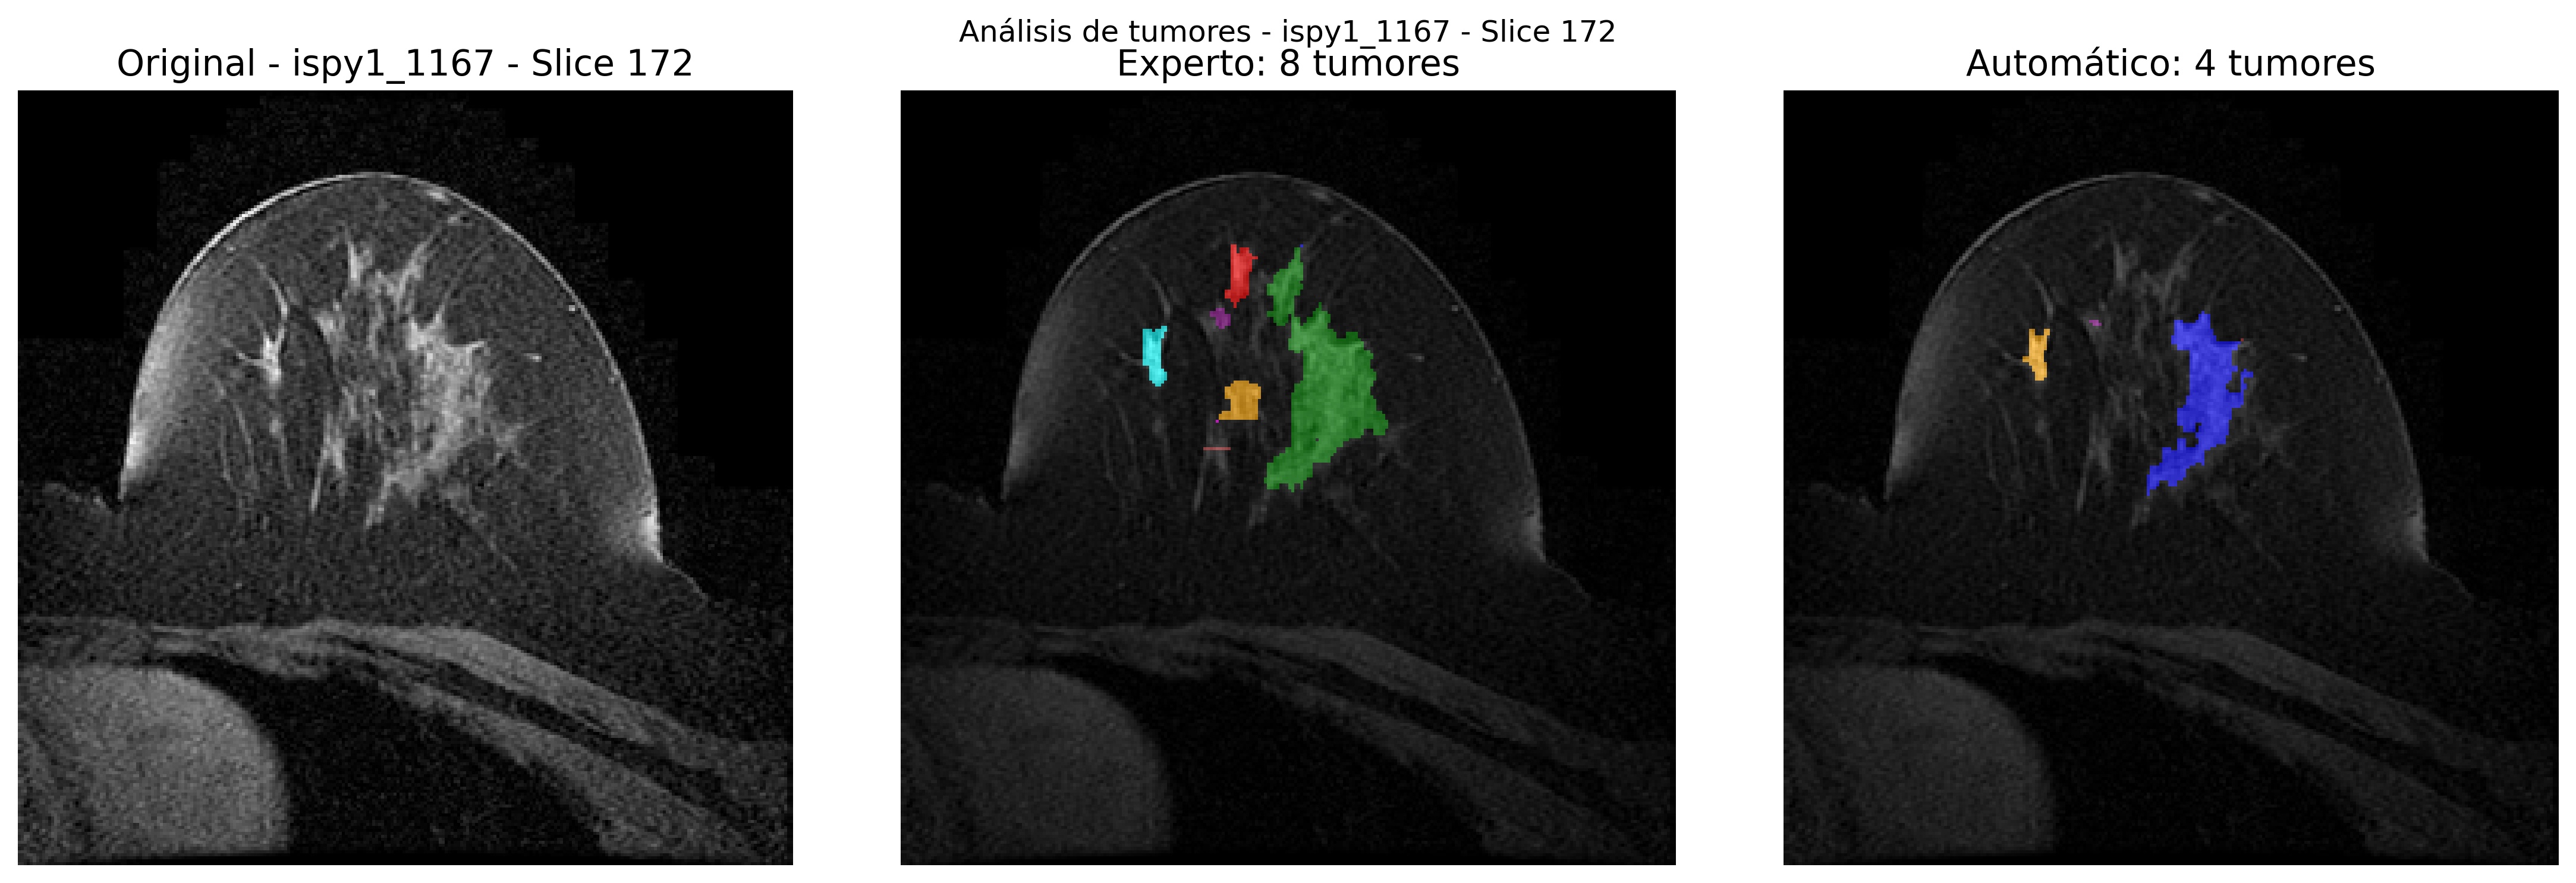 Análisis de tumores - ispy1_1167 - Slice 172
Original - ispy1_1167 - Slice 172
Experto: 8 tumores
Automático: 4 tumores